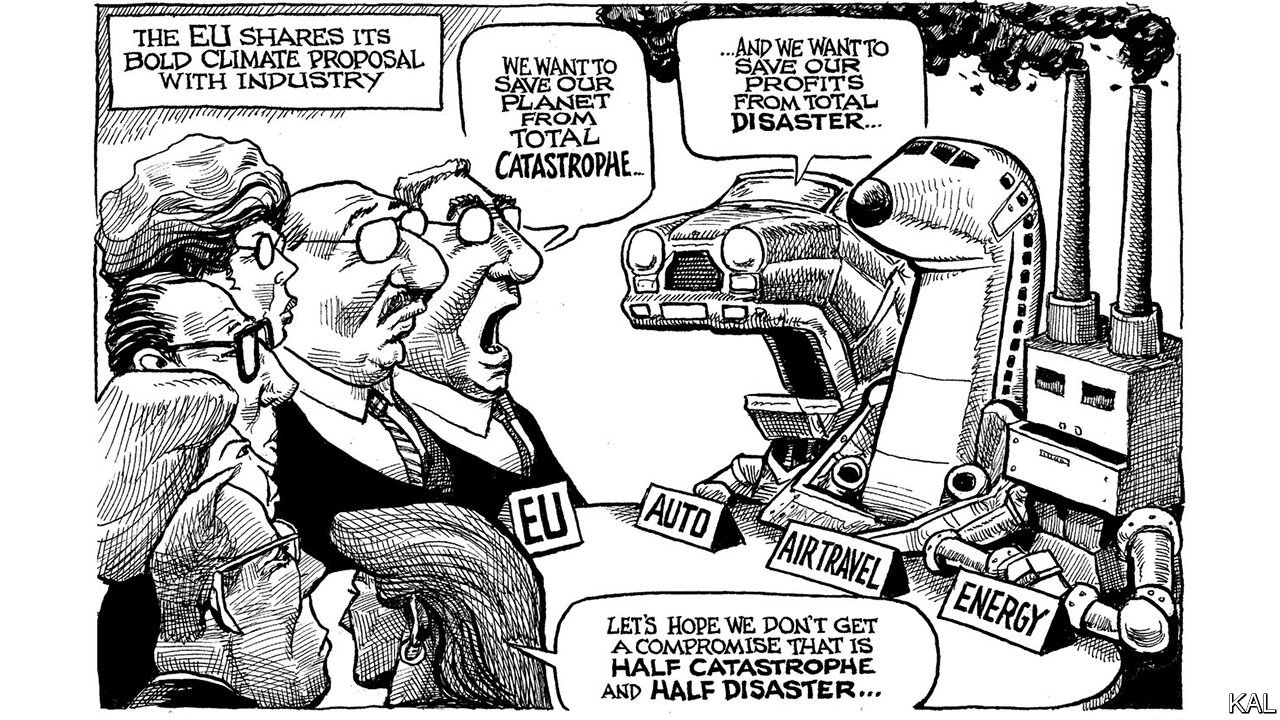 THE EU SHARES ITS
BOLD CLIMATE PROPOSAL
WITH INDUSTRY
WE WANT TO
SAVE OUR
PLANET
FROM
TOTAL
CATASTROPHE...
...AND WE WANT TO
SAVE OUR
PROFITS
FROM TOTAL
DISASTER...
EU
AUTO
AIR TRAVEL
ENERGY
LET'S HOPE WE DON'T GET
A COMPROMISE THAT IS
HALF CATASTROPHE
AND HALF DISASTER...
KAL